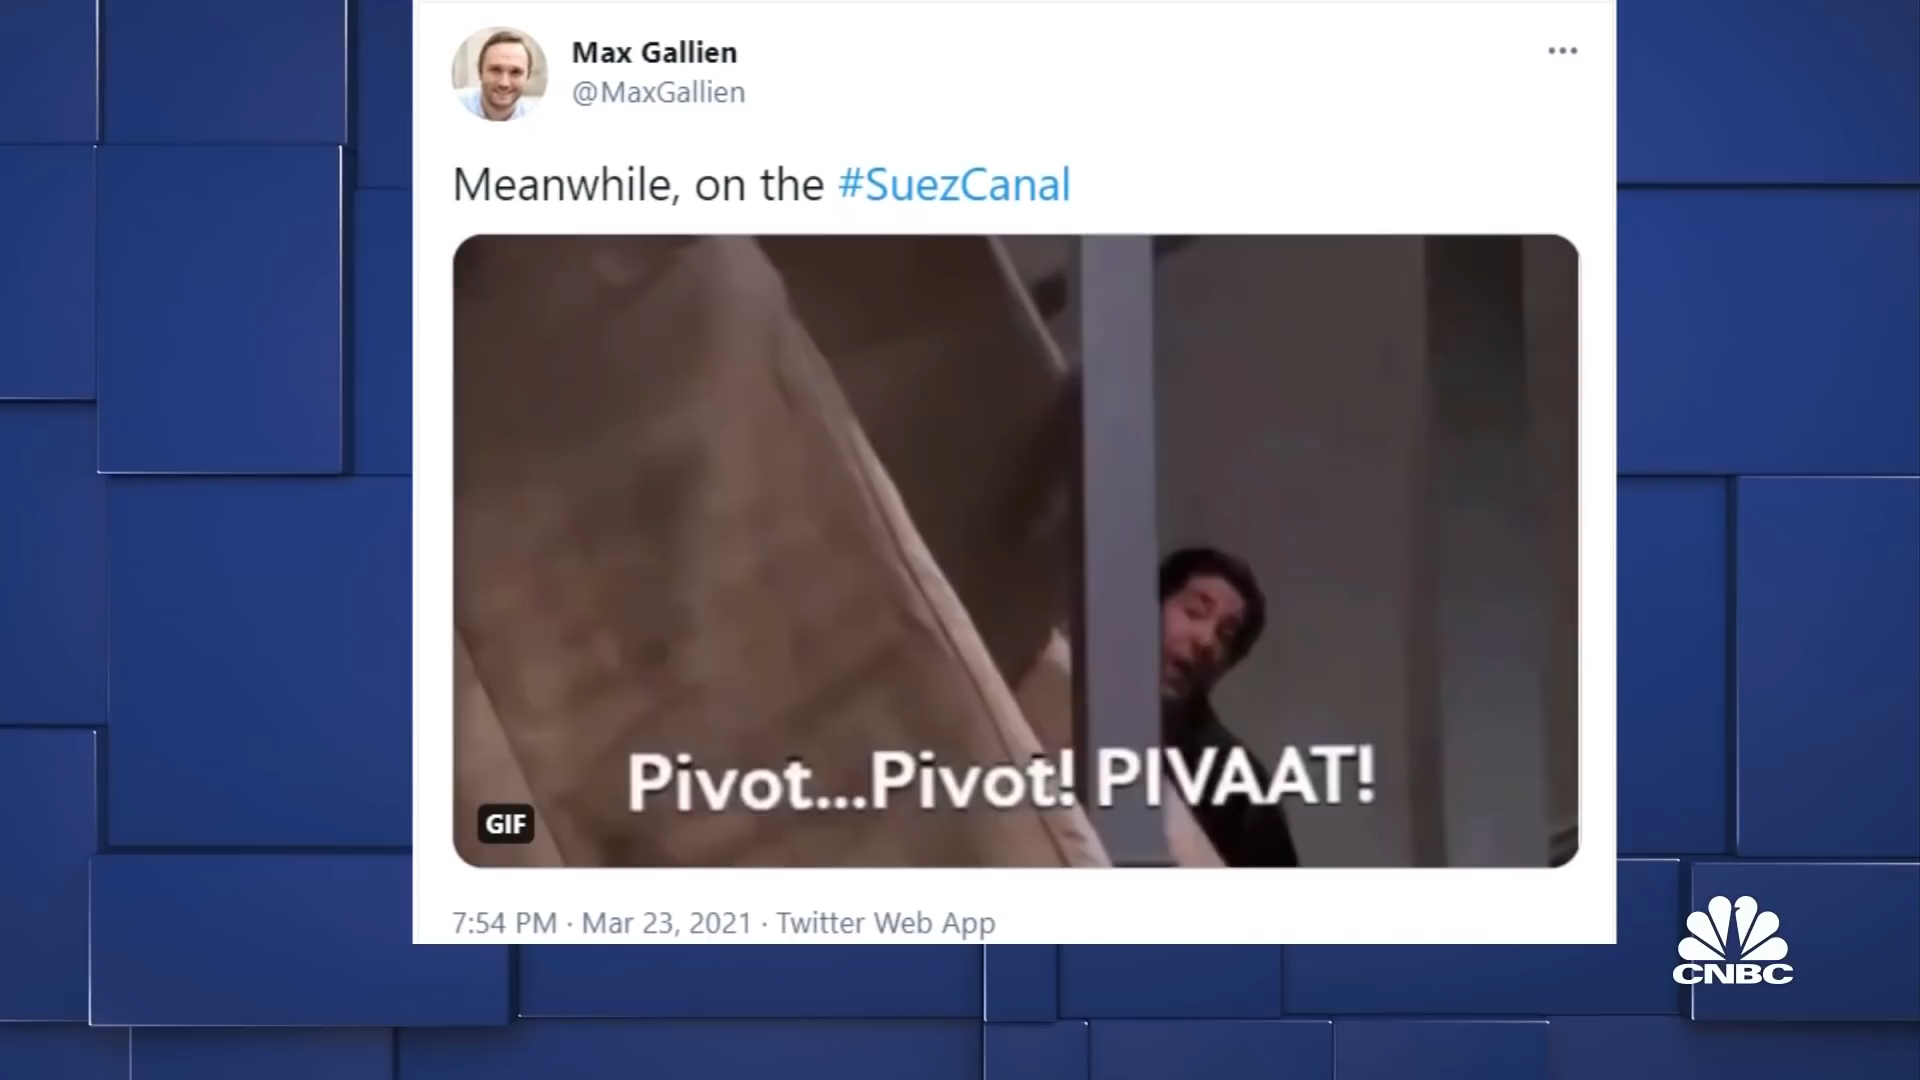 Max Gallien
@MaxGallien
Meanwhile, on the #SuezCanal
Pivot...Pivot! PIVAAT!
GIF
7:54 PM · Mar 23, 2021 · Twitter Web App
CNBC